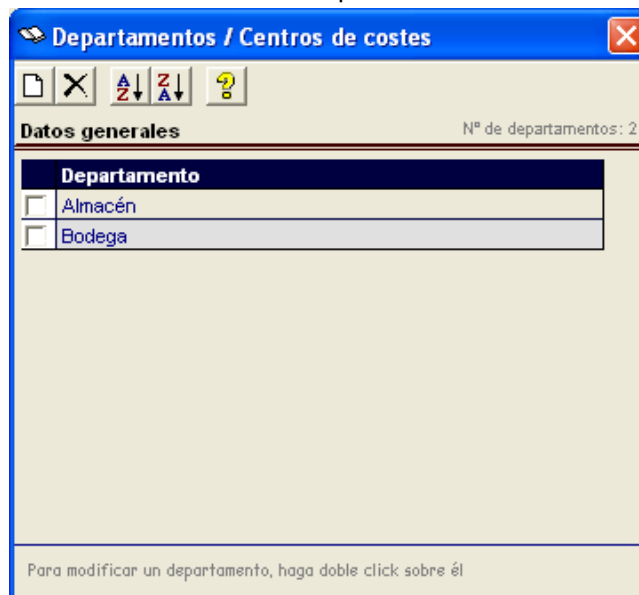 Departamentos / Centros de costes
Datos generales
Nº de departamentos: 2
Departamento
Almacén
Bodega
Para modificar un departamento, haga doble click sobre él